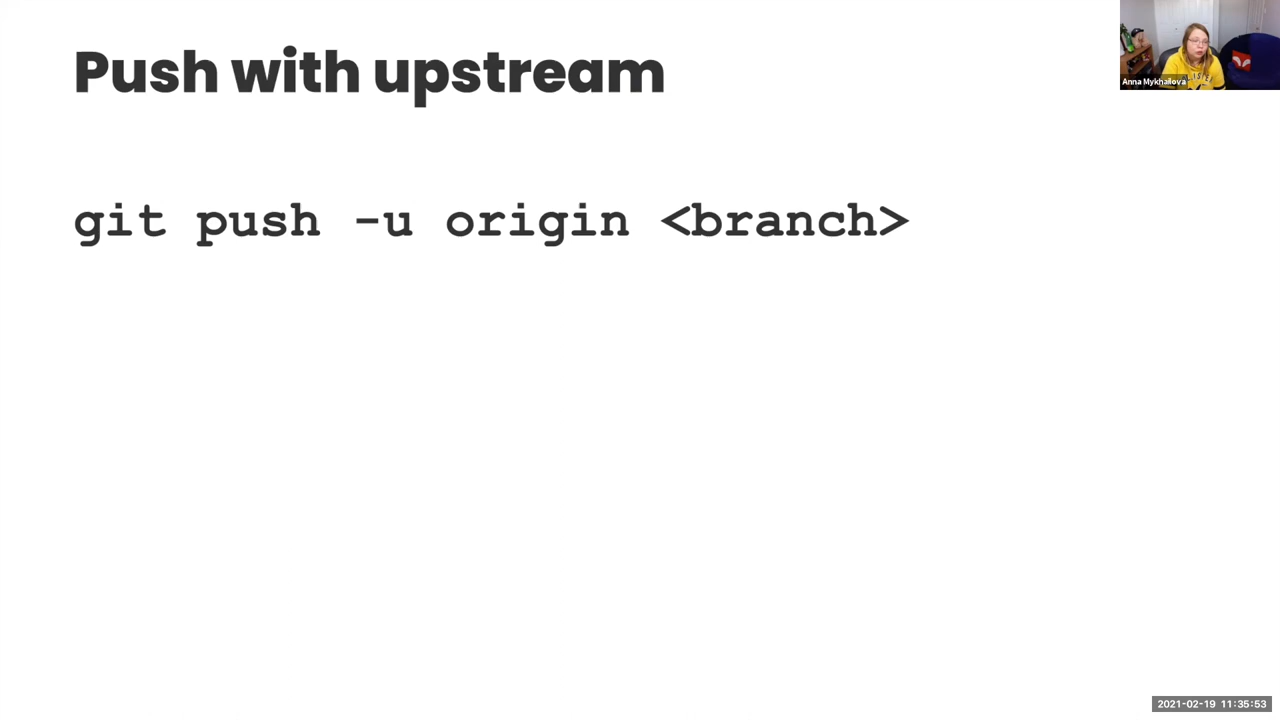 Push with upstream
Anna Mykhailova
git push -u origin <branch>
2021-02-19 11:35:53